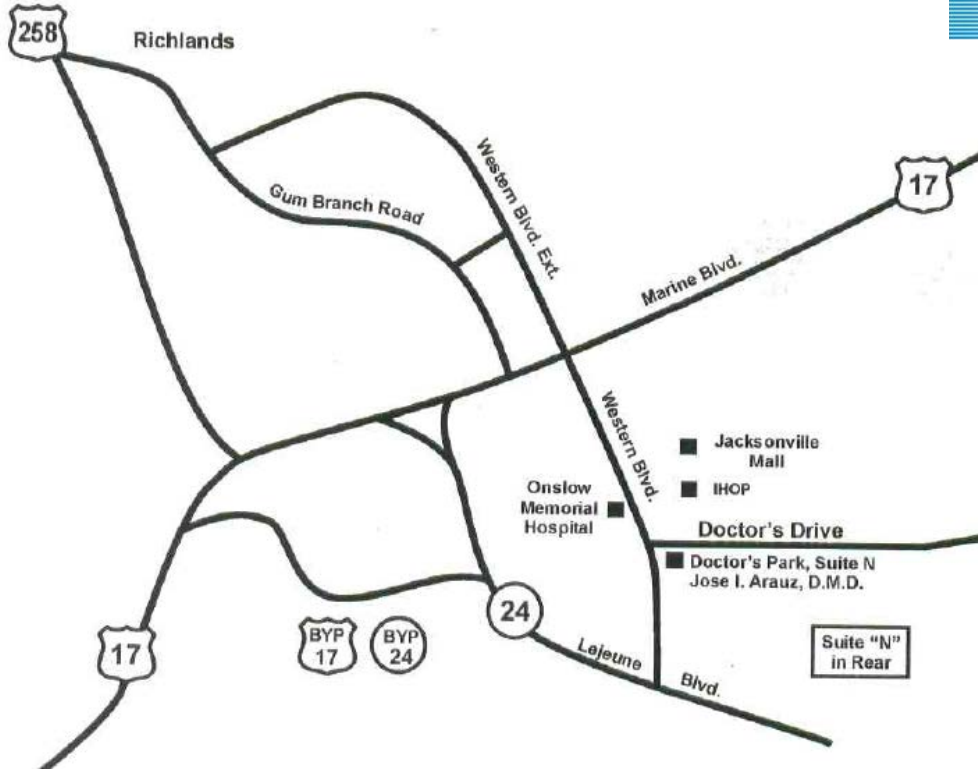 258
Richlands
Western Blvd. Ext.
17
Gum Branch Road
Marine Blvd.
Western Blvd.
Jacksonville
Mall
IHOP
Onslow
Memorial
Hospital
Doctor's Drive
Doctor's Park, Suite N
Jose I. Arauz, D.M.D.
24
17
BYP
17
BYP
24
Lejeune
Blvd.
Suite "N"
in Rear